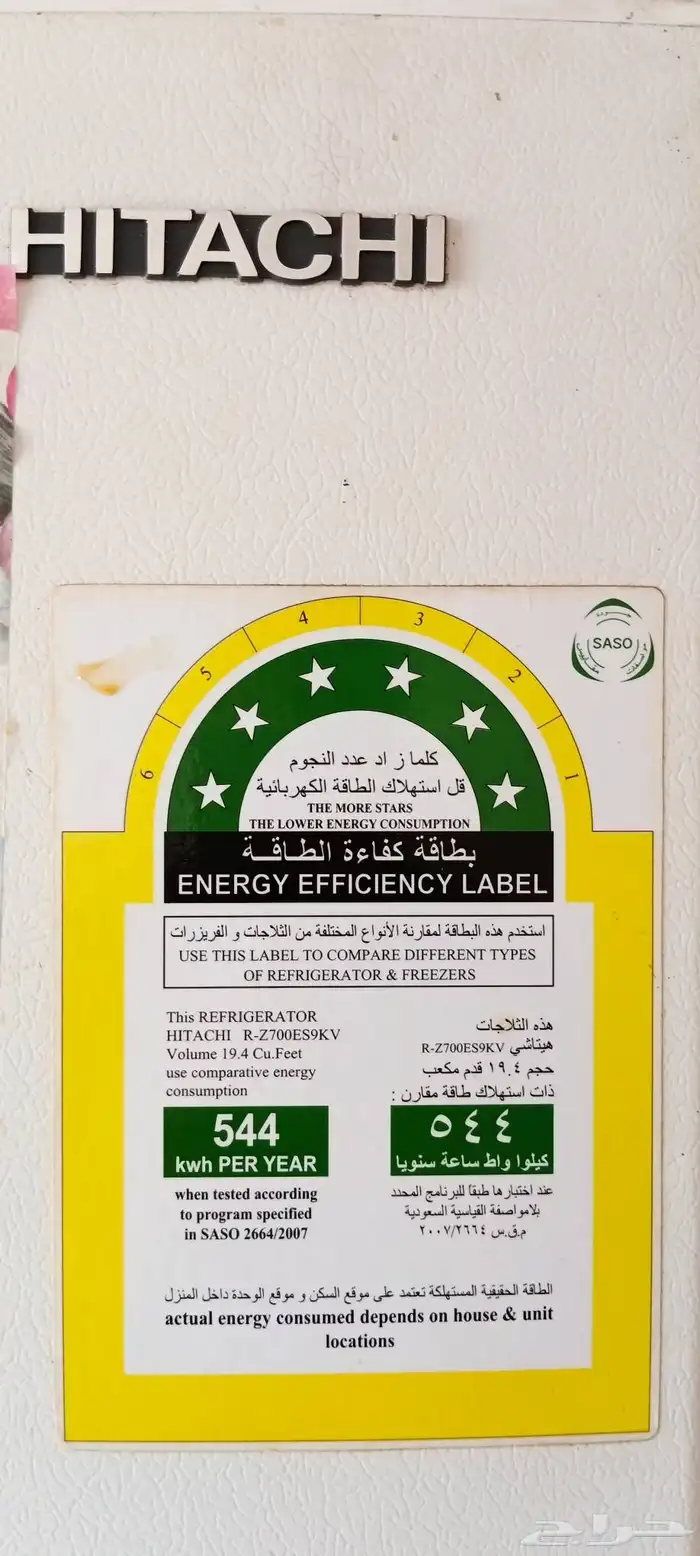 HITACHI
4
3
5
2
6
1
SASO
كلما ز اد عدد النجوم
قل استهلاك الطاقة الكهربائية
THE MORE STARS
THE LOWER ENERGY CONSUMPTION
بطاقة كفاءة الطاقــة
ENERGY EFFICIENCY LABEL
استخدم هذه البطاقة لمقارنة الأنواع المختلفة من الثلاجات و الفريزرات
USE THIS LABEL TO COMPARE DIFFERENT TYPES
OF REFRIGERATOR & FREEZERS
This REFRIGERATOR
HITACHI R-Z700ES9KV
Volume 19.4 Cu.Feet
use comparative energy
consumption
544
kwh PER YEAR
when tested according
to program specified
in SASO 2664/2007
هذه الثلاجات
هيتاشي R-Z700ES9KV
حجم ١٩.٤ قدم مكعب
ذات استهلاك طاقة مقارن :
٥٤٤
كيلوا واط ساعة سنويا
عند اختبارها طبقا للبرنامج المحدد
بلامواصفة القياسية السعودية
م.ق.س ٢٠٠٧/٢٦٦٤
الطاقة الحقيقية المستهلكة تعتمد على موقع السكن و موقع الوحدة داخل المنزل
actual energy consumed depends on house & unit
locations
حراج